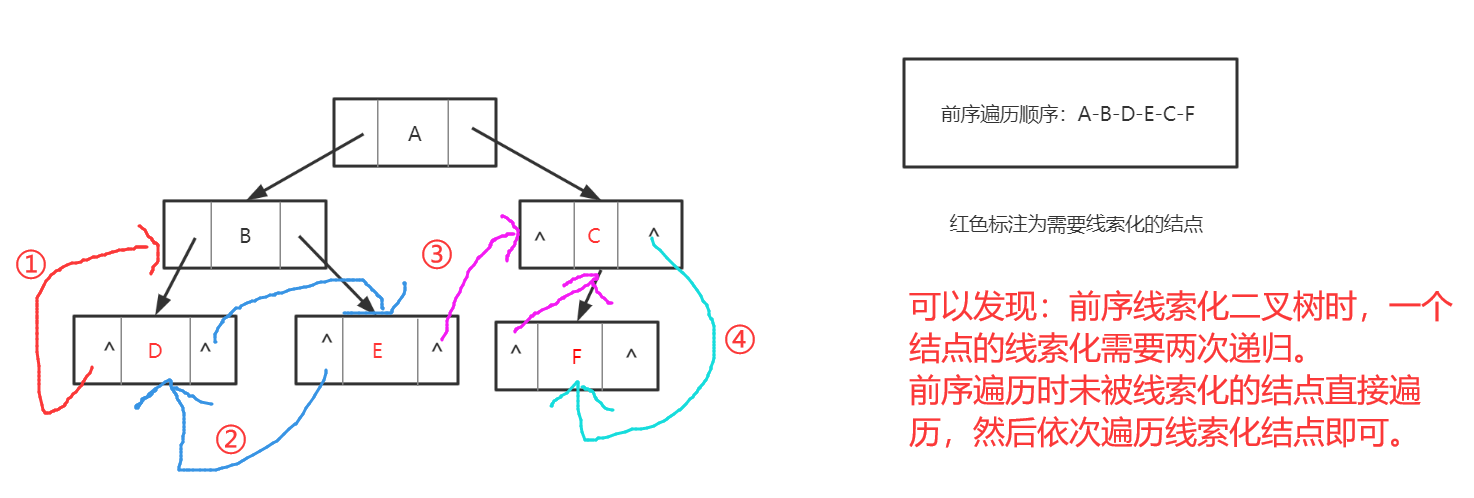 前序遍历顺序：A-B-D-E-C-F
A
^ C ^
B
红色标注为需要线索化的结点
①
③
可以发现：前序线索化二叉树时，一个
结点的线索化需要两次递归。
前序遍历时未被线索化的结点直接遍
历，然后依次遍历线索化结点即可。
^ D ^
^ E ^
^ F ^
④
②